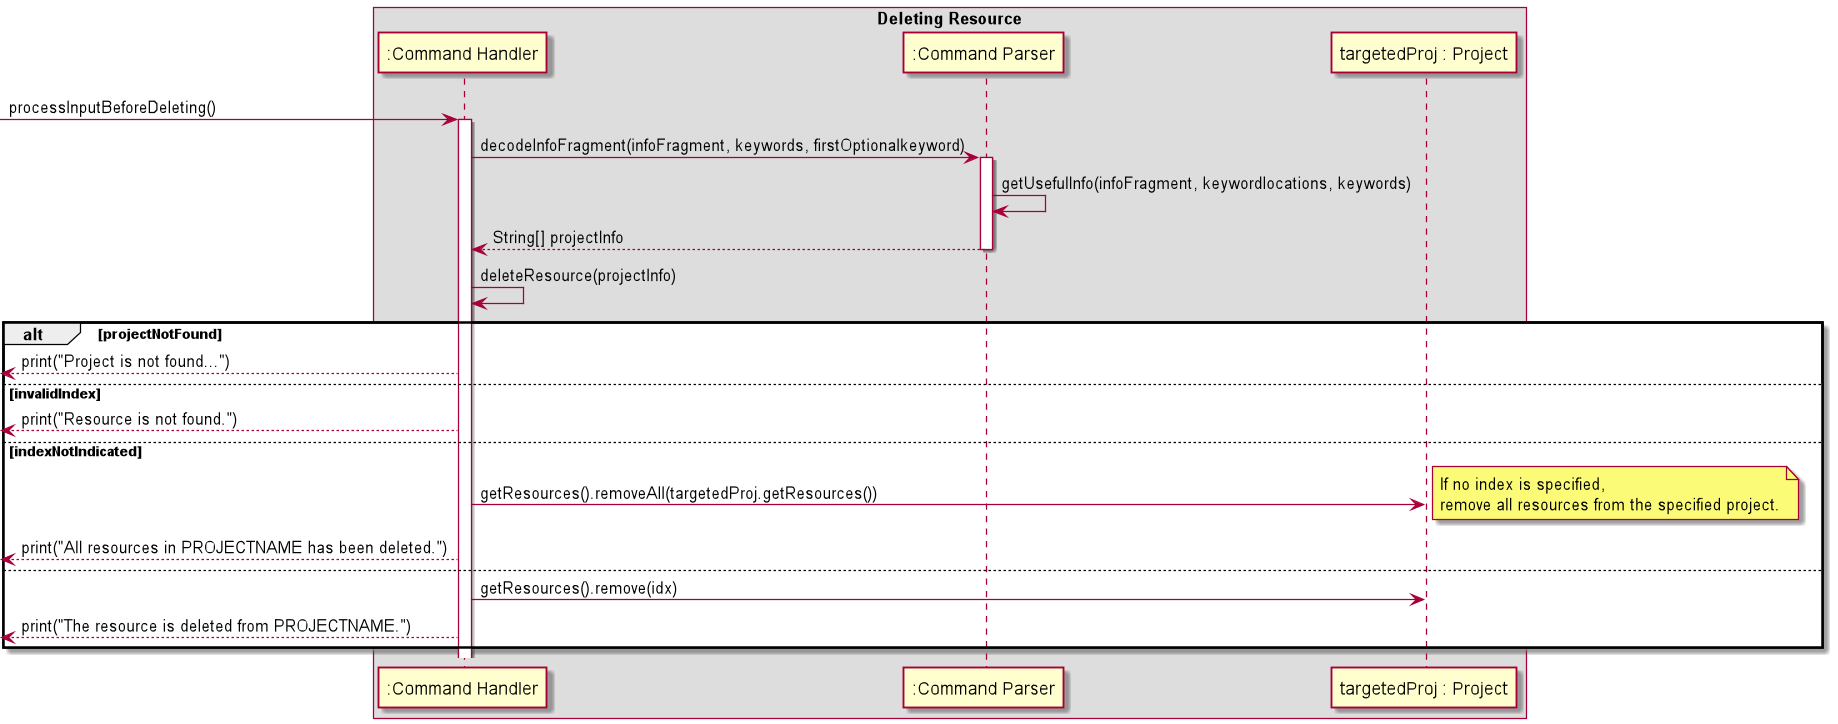 Deleting Resource
:Command Handler
:Command Parser
targetedProj : Project
processInputBeforeDeleting()
decodeInfoFragment(infoFragment, keywords, firstOptionalkeyword)
getUsefulInfo(infoFragment, keywordlocations, keywords)
String[] projectInfo
deleteResource(projectInfo)
alt
[projectNotFound]
print("Project is not found...")
[invalidIndex]
print("Resource is not found.")
[indexNotIndicated]
getResources().removeAll(targetedProj.getResources())
If no index is specified,
remove all resources from the specified project.
print("All resources in PROJECTNAME has been deleted.")
getResources().remove(idx)
print("The resource is deleted from PROJECTNAME.")
:Command Handler
:Command Parser
targetedProj : Project